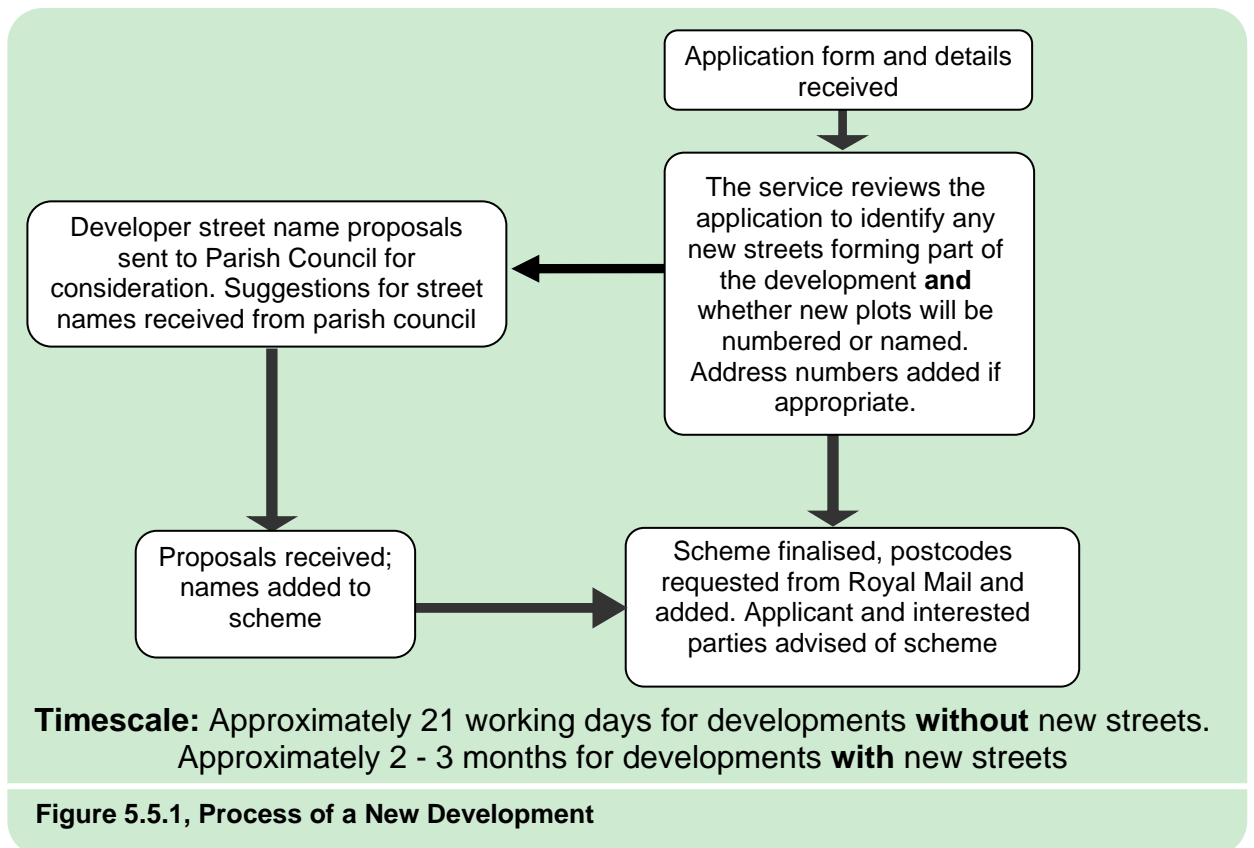 Application form and details
received
The service reviews the
application to identify any
new streets forming part of
the development and
whether new plots will be
numbered or named.
Address numbers added if
appropriate.
Developer street name proposals
sent to Parish Council for
consideration. Suggestions for street
names received from parish council
Proposals received;
names added to
scheme
Scheme finalised, postcodes
requested from Royal Mail and
added. Applicant and interested
parties advised of scheme
Timescale: Approximately 21 working days for developments without new streets.
Approximately 2 - 3 months for developments with new streets
Figure 5.5.1, Process of a New Development